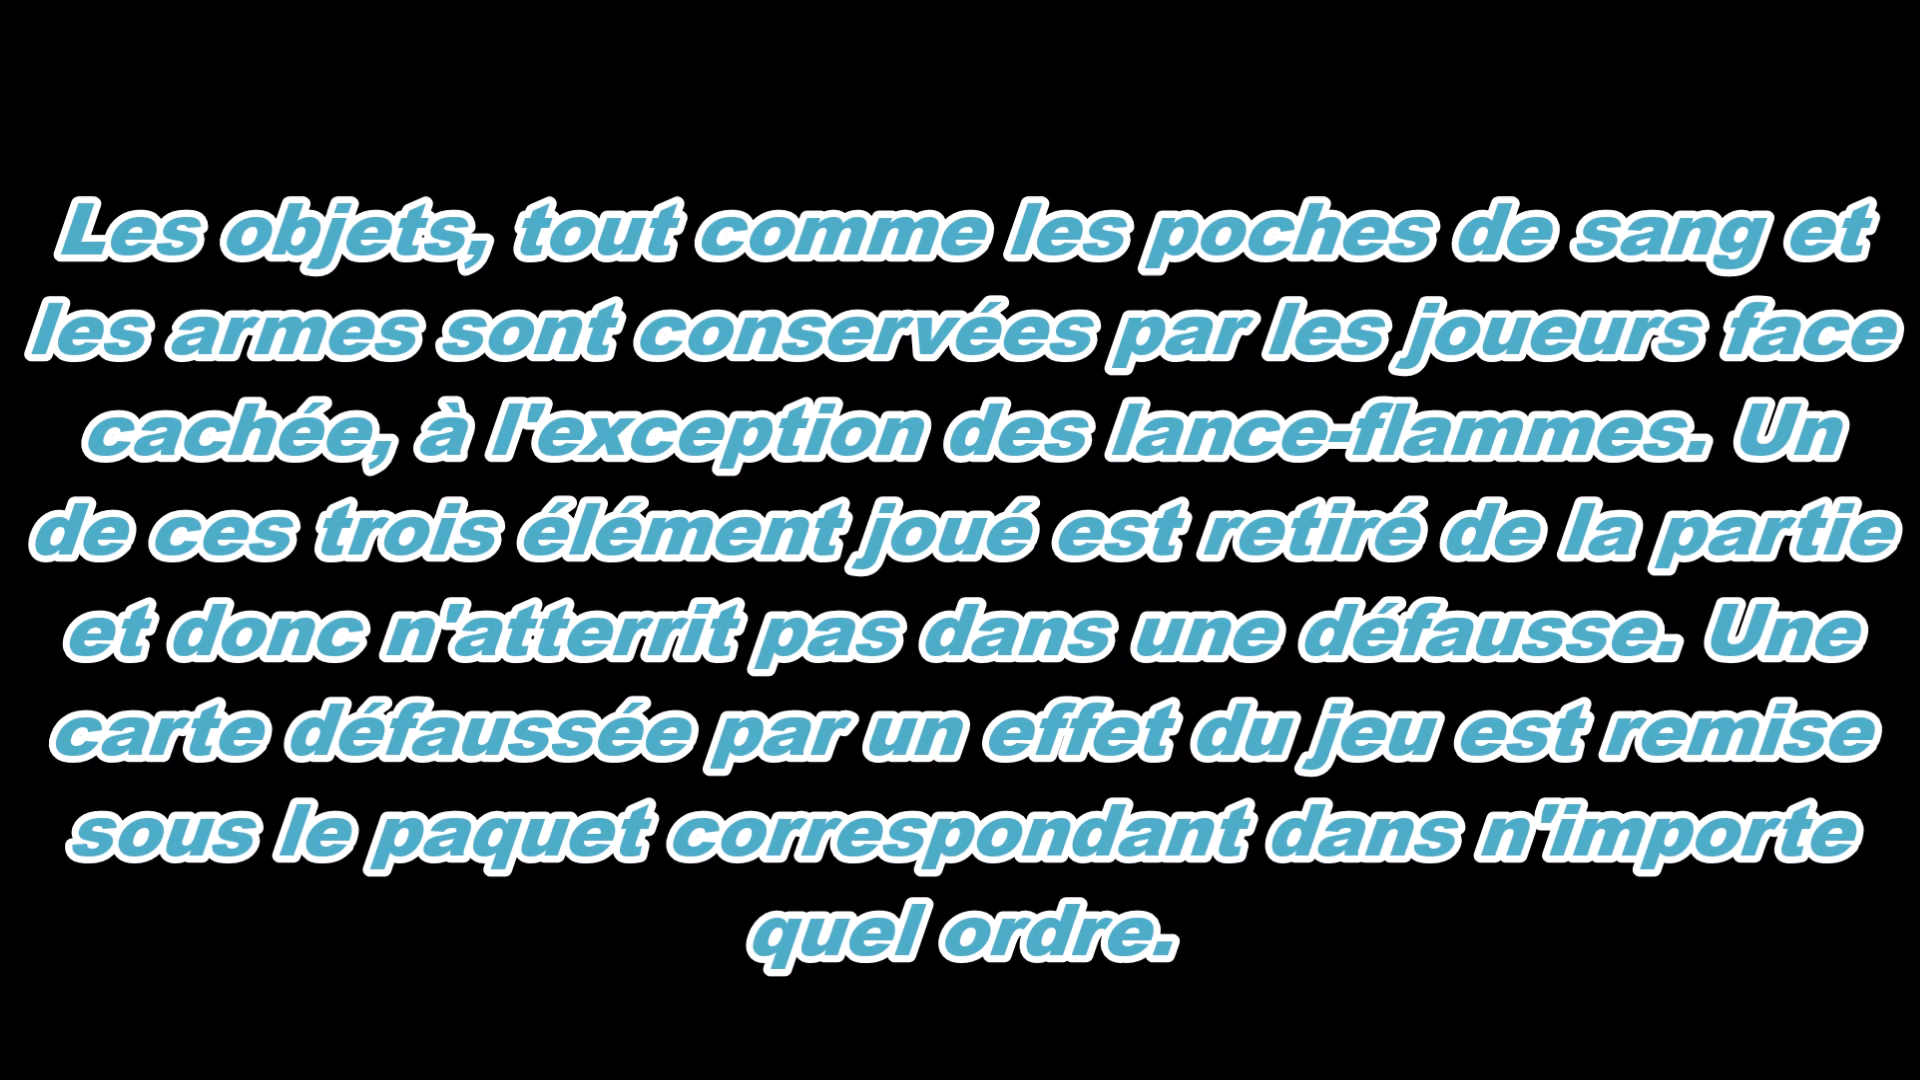 Les objets, tout comme les poches de sang et
les armes sont conservées par les joueurs face
cachée, à l'exception des lance-flammes. Un
de ces trois élément joué est retiré de la partie
et donc n'atterrit pas dans une défausse. Une
carte défaussée par un effet du jeu est remise
sous le paquet correspondant dans n'importe
quel ordre.